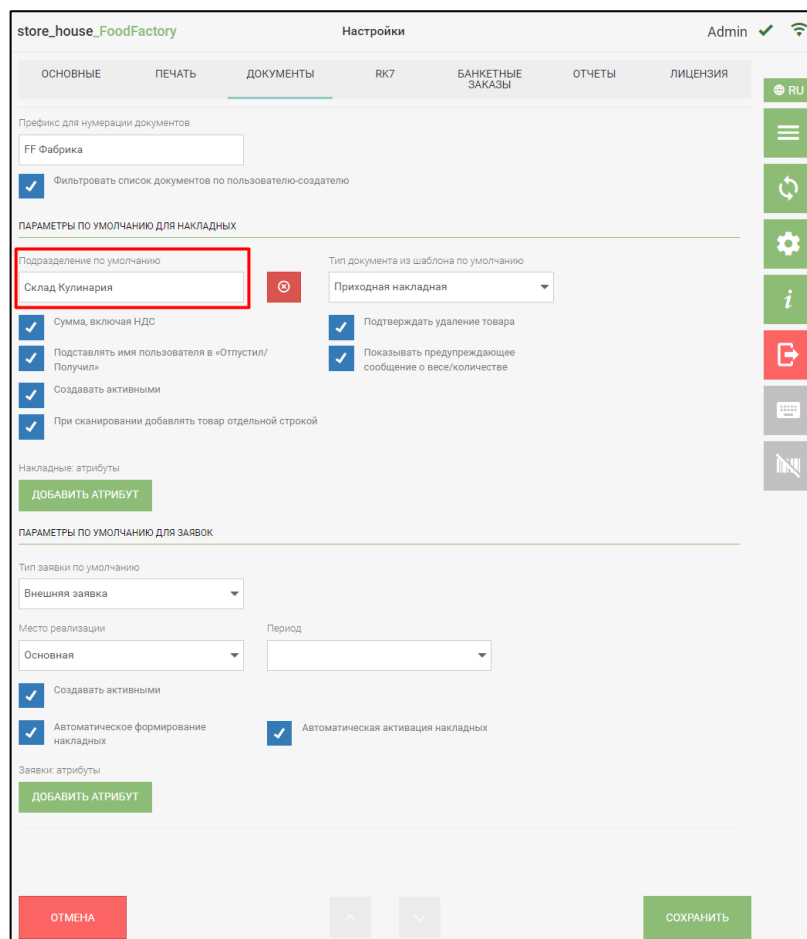 store_house_FoodFactory Настройки Admin
ОСНОВНЫЕ ПЕЧАТЬ ДОКУМЕНТЫ RK7 БАНКЕТНЫЕ ЗАКАЗЫ ОТЧЕТЫ ЛИЦЕНЗИЯ
RU
Префикс для нумерации документов
FF Фабрика
Фильтровать список документов по пользователю-создателю
ПАРАМЕТРЫ ПО УМОЛЧАНИЮ ДЛЯ НАКЛАДНЫХ
Подразделение по умолчанию Тип документа из шаблона по умолчанию
Склад Кулинария Приходная накладная
Сумма, включая НДС Подтверждать удаление товара
Подставлять имя пользователя в «Отпустил/ Показывать предупреждающее
Получил» сообщение о весе/количестве
Создавать активными
При сканировании добавлять товар отдельной строкой
Накладные: атрибуты
ДОБАВИТЬ АТРИБУТ
ПАРАМЕТРЫ ПО УМОЛЧАНИЮ ДЛЯ ЗАЯВОК
Тип заявки по умолчанию
Внешняя заявка
Место реализации Период
Основная
Создавать активными
Автоматическое формирование Автоматическая активация накладных
накладных
Заявки: атрибуты
ДОБАВИТЬ АТРИБУТ
ОТМЕНА СОХРАНИТЬ